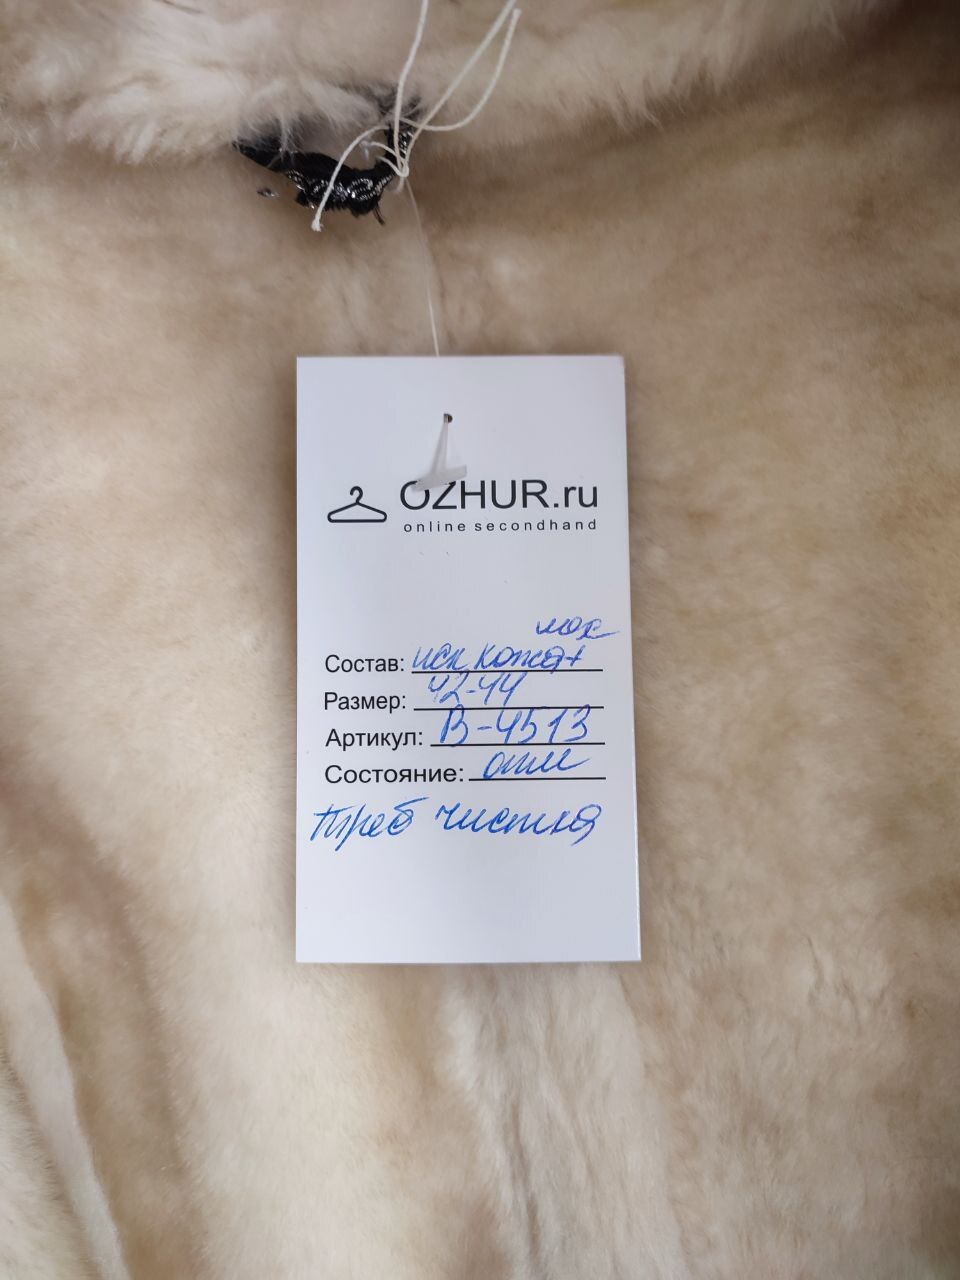 OZHUR.ru
online secondhand
мех
Состав: иск кожа+
Размер: 42-44
Артикул: В-4513
Состояние: отл
треб чистка